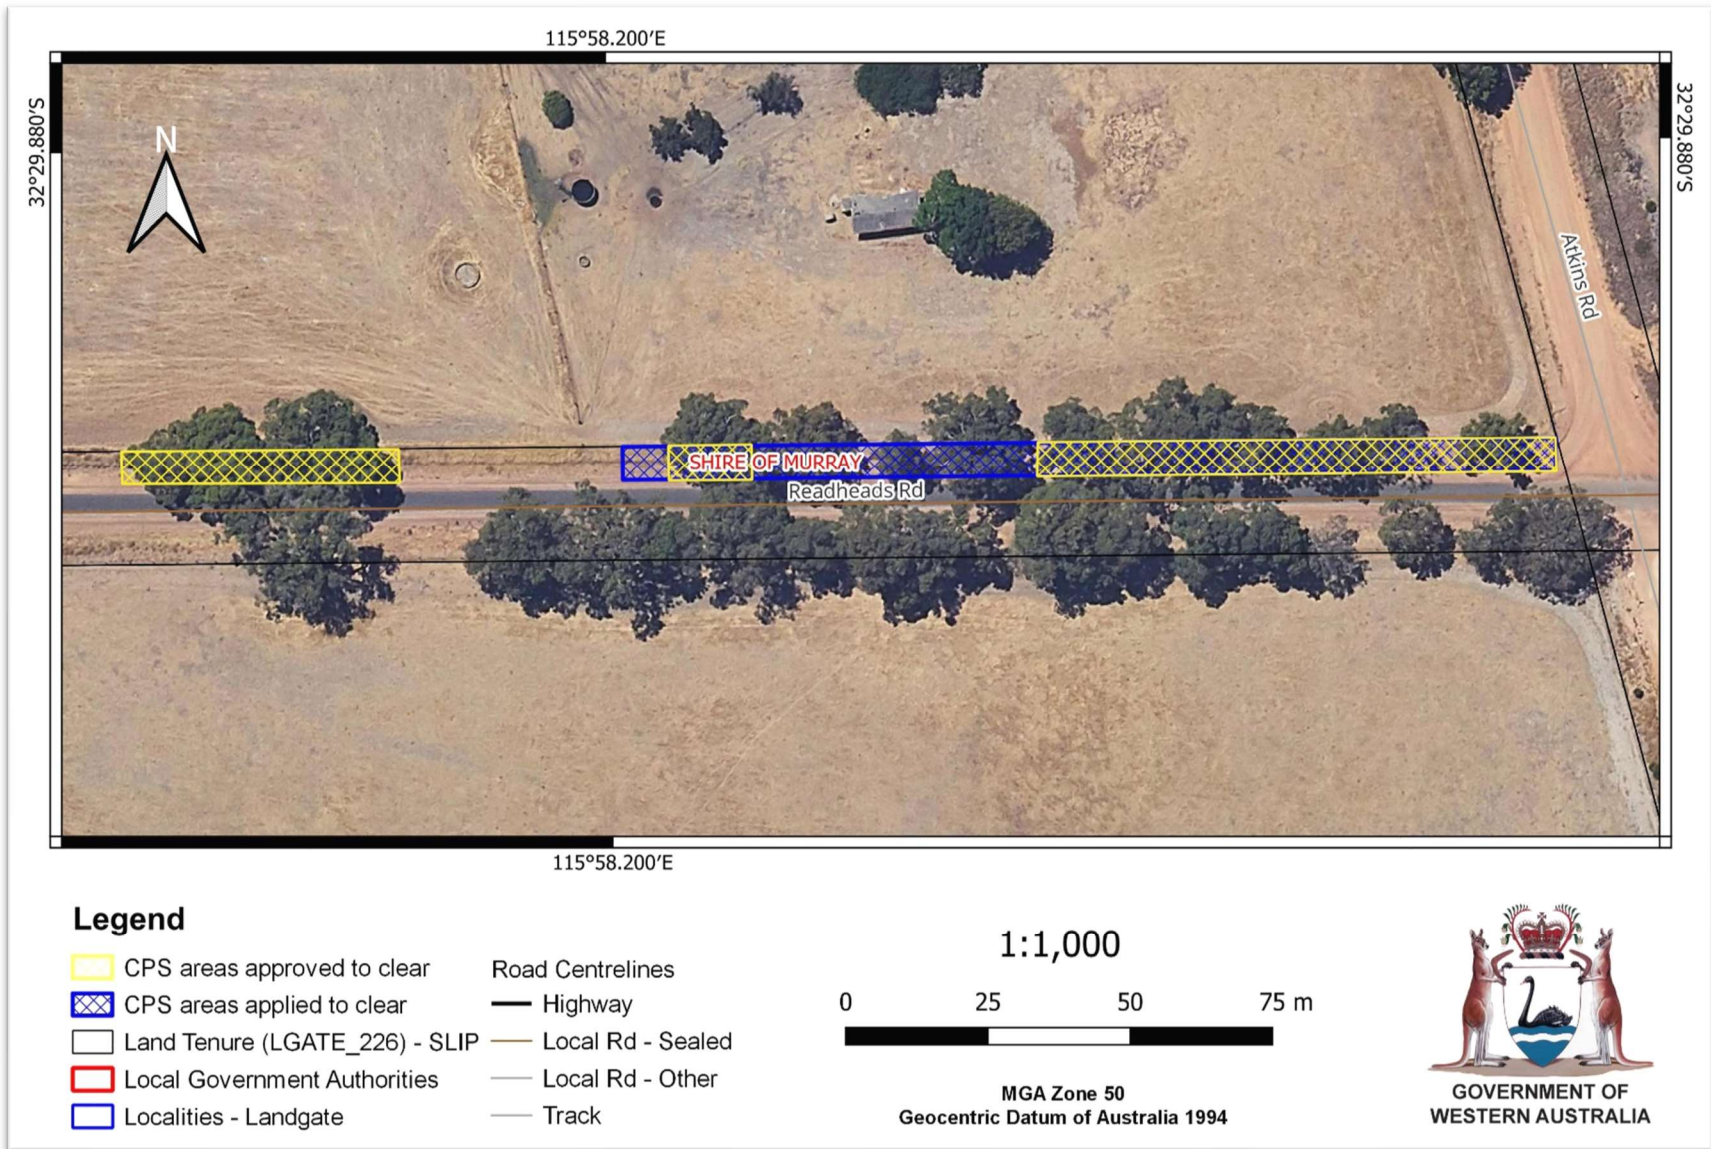 115°58.200'E
32°29.880'S
32°29.880'S
N
Atkins Rd
SHIRE OF MURRAY
Readheads Rd
115°58.200'E
Legend
CPS areas approved to clear
CPS areas applied to clear
Land Tenure (LGATE_226) - SLIP
Local Government Authorities
Localities - Landgate
Road Centrelines
Highway
Local Rd - Sealed
Local Rd - Other
Track
1:1,000
0 25 50 75 m
MGA Zone 50
Geocentric Datum of Australia 1994
GOVERNMENT OF
WESTERN AUSTRALIA